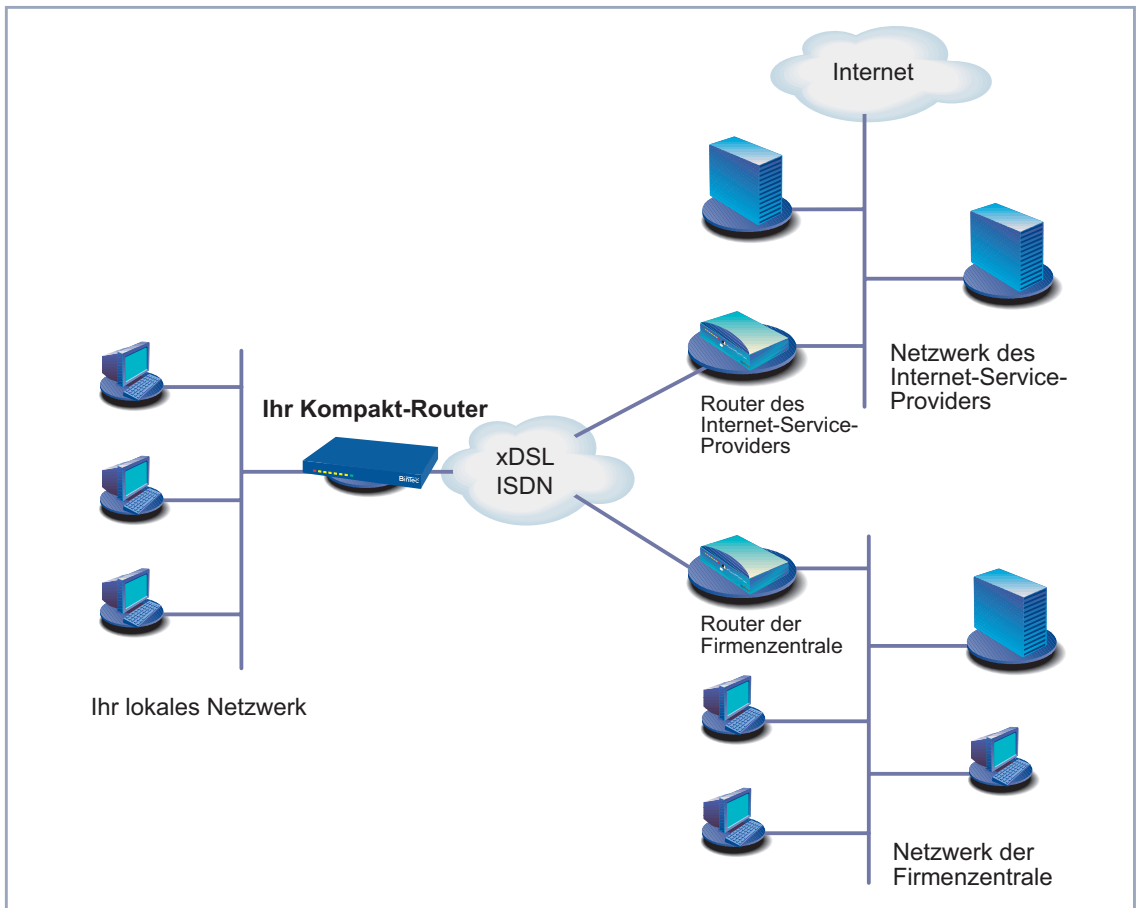 Internet
Netzwerk des
Internet-Service-
Providers
Router des
Internet-Service-
Providers
Ihr Kompakt-Router
BinTec
xDSL
ISDN
Router der
Firmenzentrale
Ihr lokales Netzwerk
Netzwerk der
Firmenzentrale